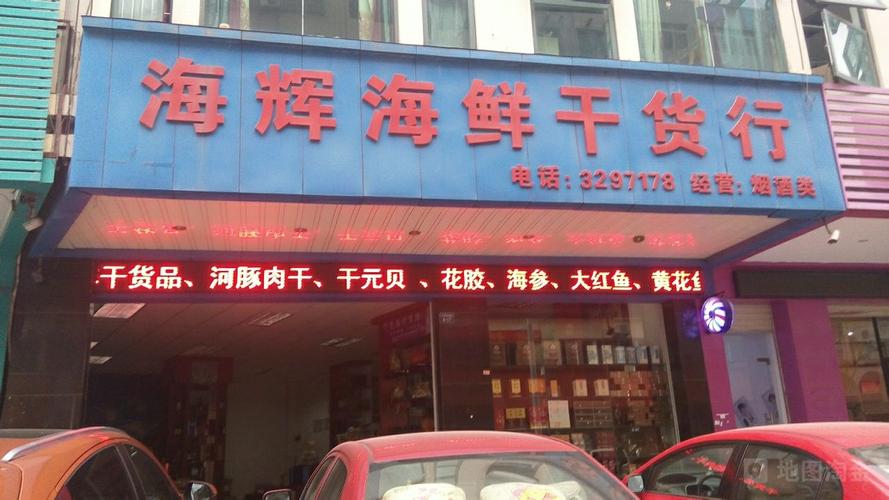 海辉海鲜干货行
电话:3297178 经营:烟酒类
干货品、河豚肉干、干元贝、花胶、海参、大红鱼、黄花鱼
地图淘金